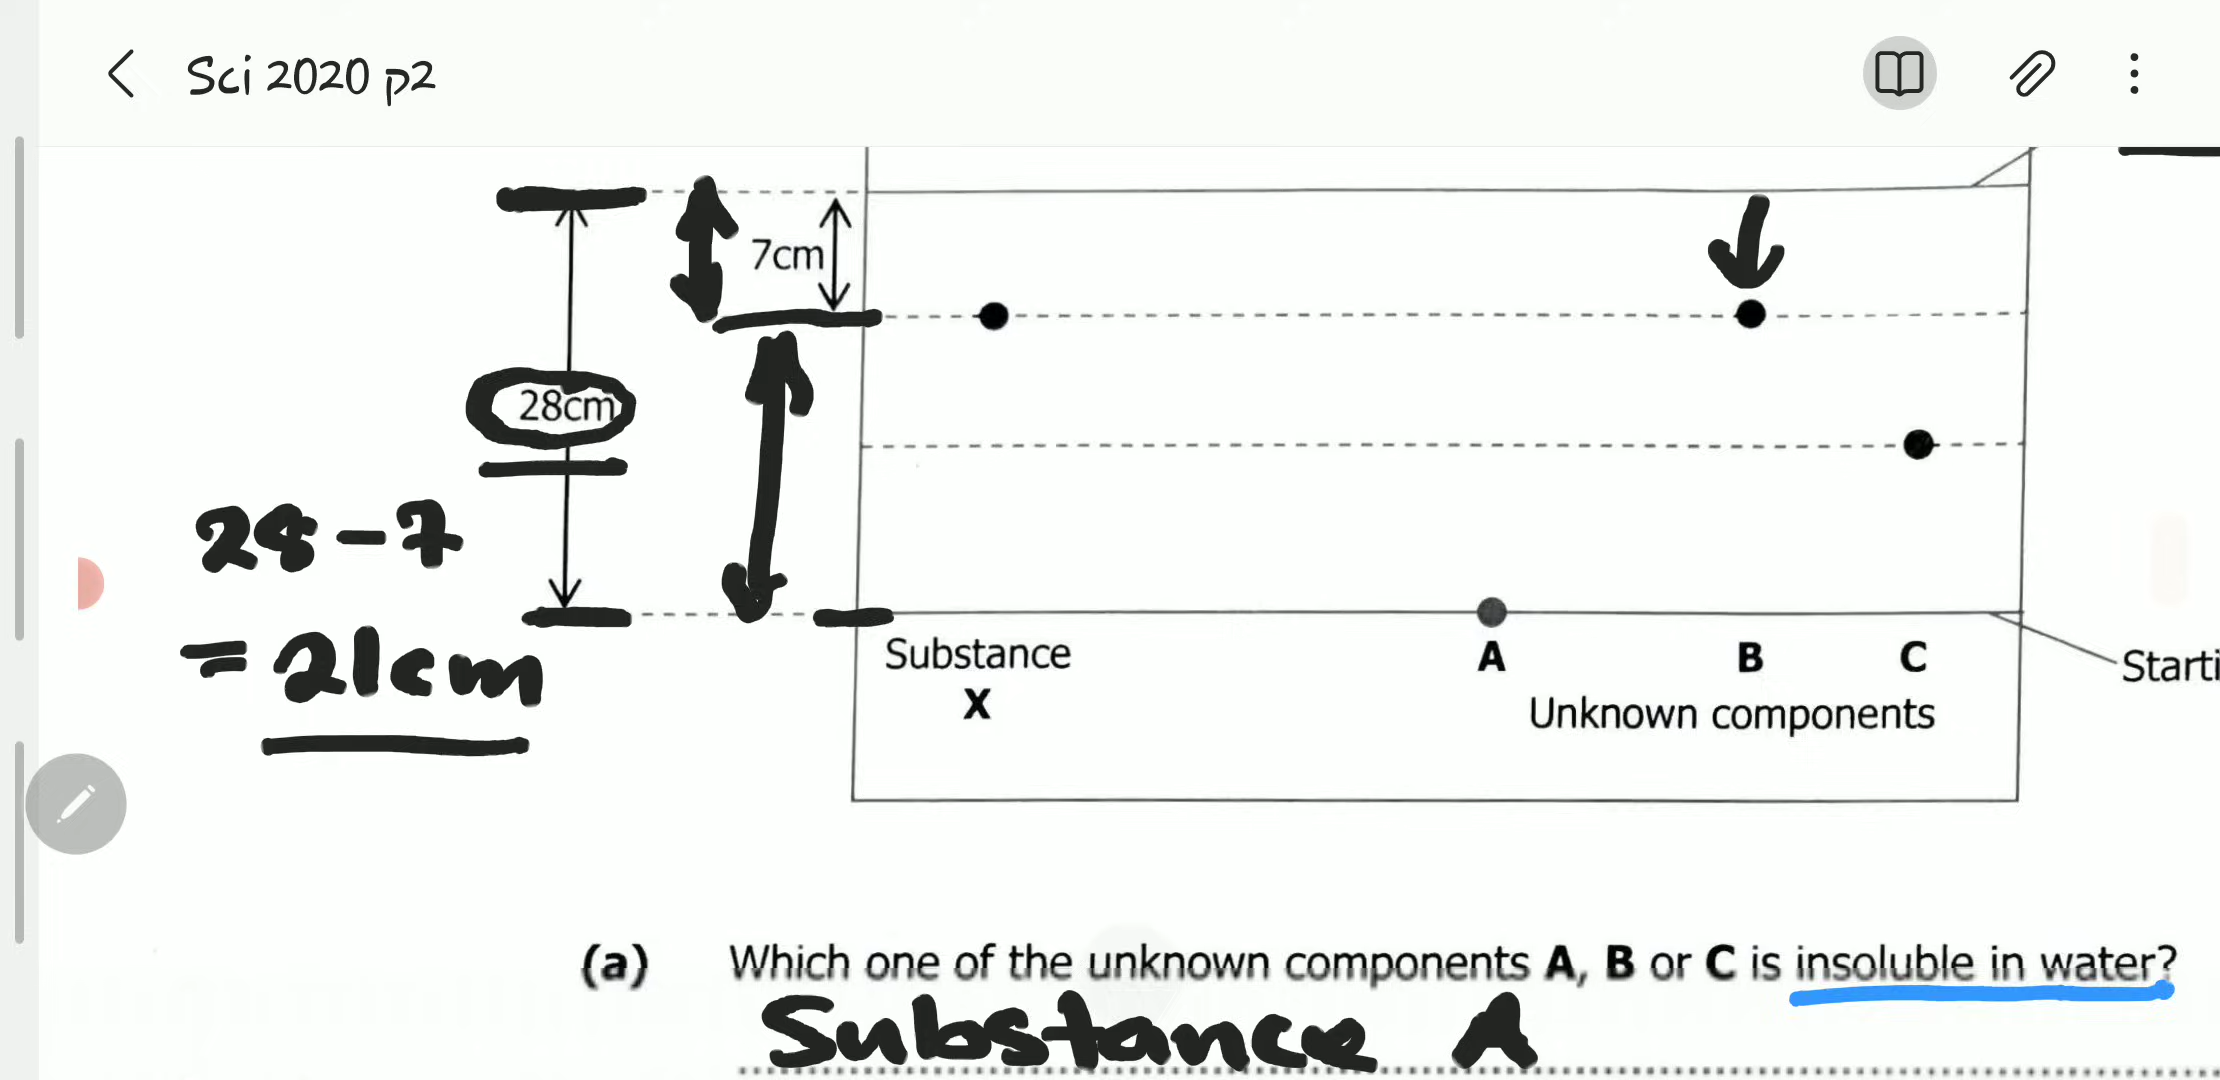 Sci 2020 p2
7cm
28cm
28-7
= 21cm
Substance
X
A
B
C
Starti
Unknown components
(a) Which one of the unknown components A, B or C is insoluble in water?
Substance A